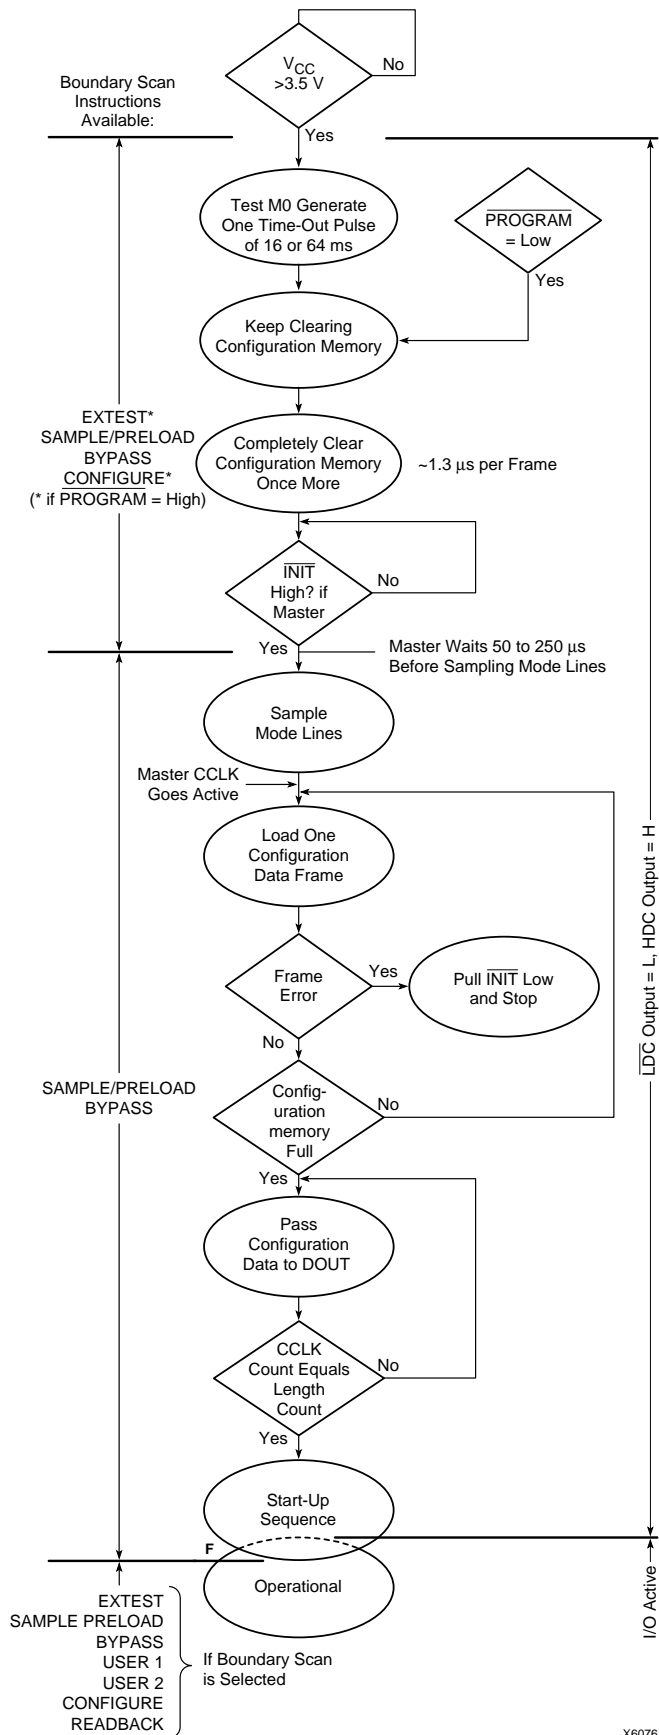 V_CC
>3.5 V
No
Boundary Scan
Instructions
Available:
Yes
Test M0 Generate
One Time-Out Pulse
of 16 or 64 ms
PROGRAM
= Low
Yes
Keep Clearing
Configuration Memory
EXTEST*
SAMPLE/PRELOAD
BYPASS
CONFIGURE*
(* if PROGRAM = High)
Completely Clear
Configuration Memory
Once More
~1.3 µs per Frame
INIT
High? if
Master
No
Yes
Master Waits 50 to 250 µs
Before Sampling Mode Lines
Sample
Mode Lines
Master CCLK
Goes Active
Load One
Configuration
Data Frame
LDC Output = L, HDC Output = H
Frame
Error
Yes
Pull INIT Low
and Stop
No
SAMPLE/PRELOAD
BYPASS
Config-
uration
memory
Full
No
Yes
Pass
Configuration
Data to DOUT
CCLK
Count Equals
Length
Count
No
Yes
Start-Up
Sequence
F
Operational
I/O Active
EXTEST
SAMPLE PRELOAD
BYPASS
USER 1
USER 2
CONFIGURE
READBACK
If Boundary Scan
is Selected
X6076